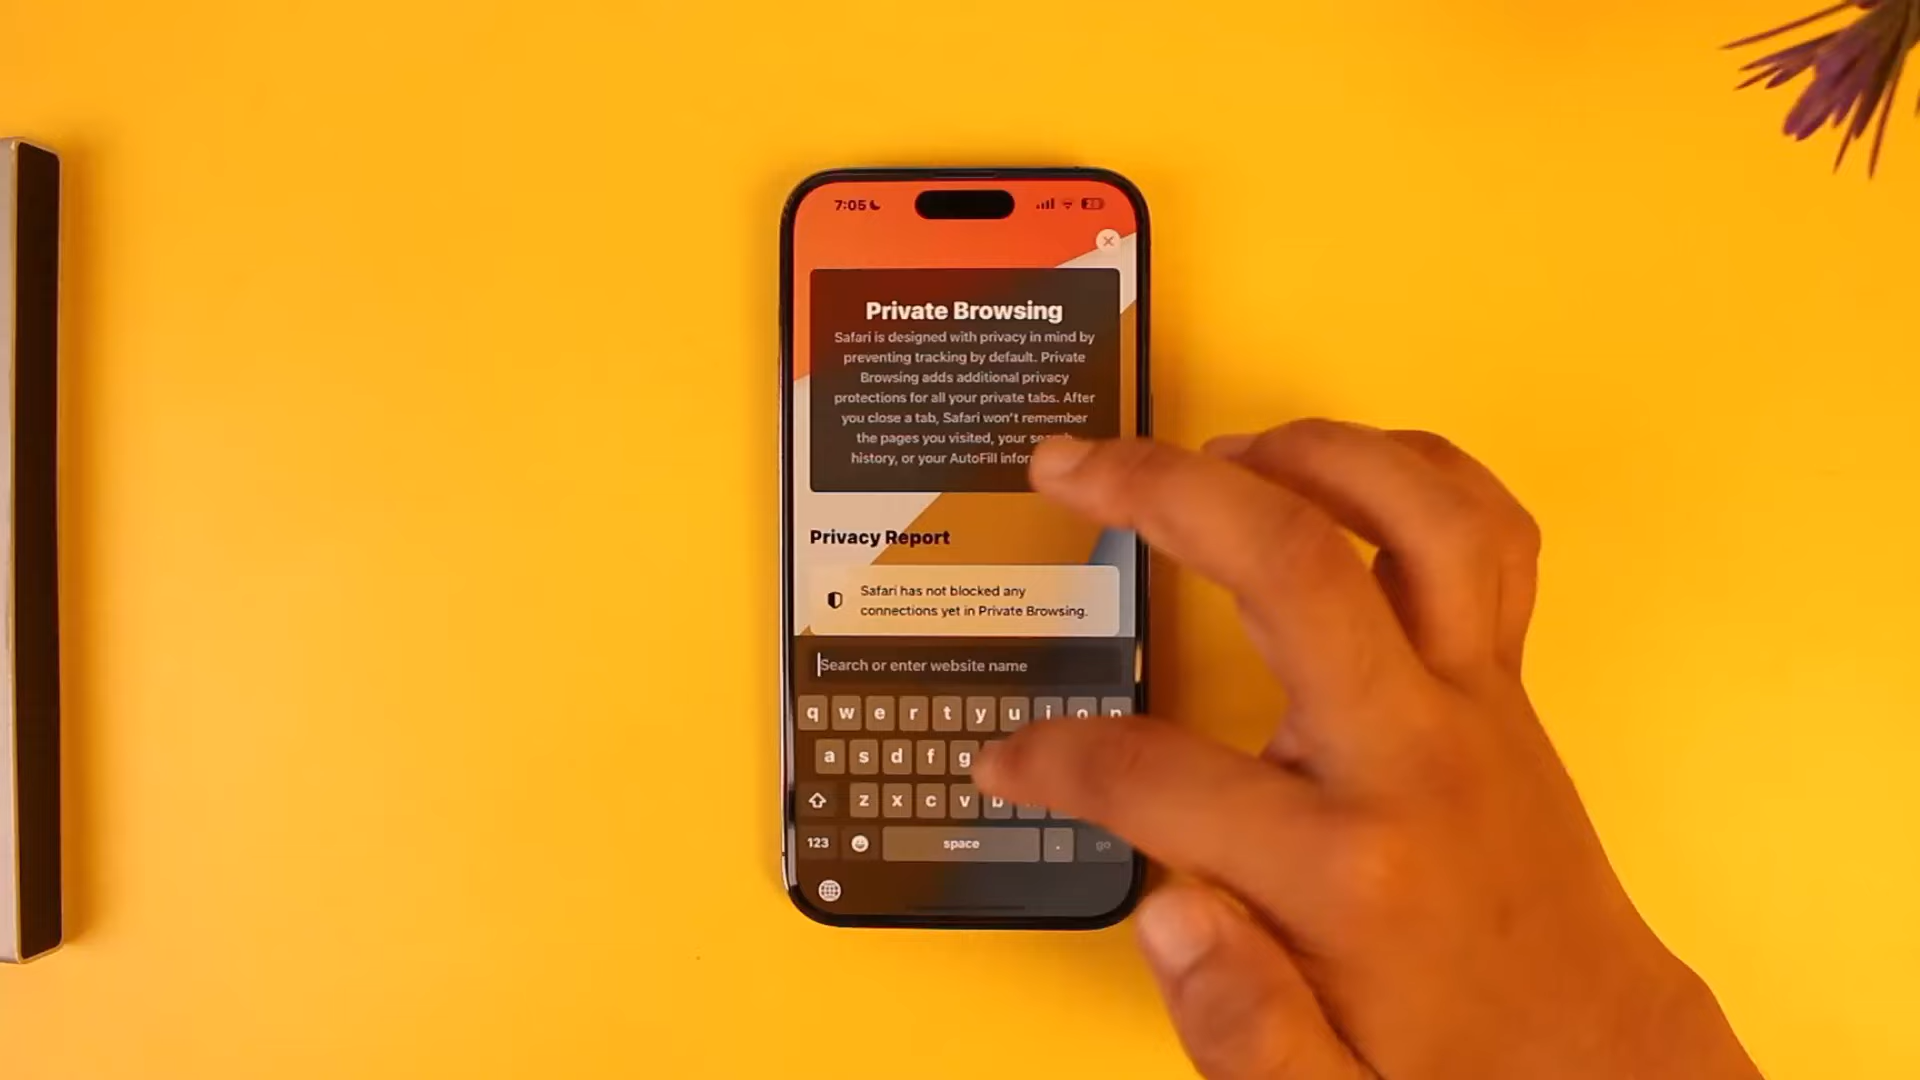 7:05
Private Browsing
Safari is designed with privacy in mind by
preventing tracking by default. Private
Browsing adds additional privacy
protections for all your private tabs. After
you close a tab, Safari won't remember
the pages you visited, your search
history, or your AutoFill
Privacy Report
Safari has not blocked any
connections yet in Private Browsing.
Search or enter website name
q w e r t y u i o p
a s d f g
z x c v b
123 space . go